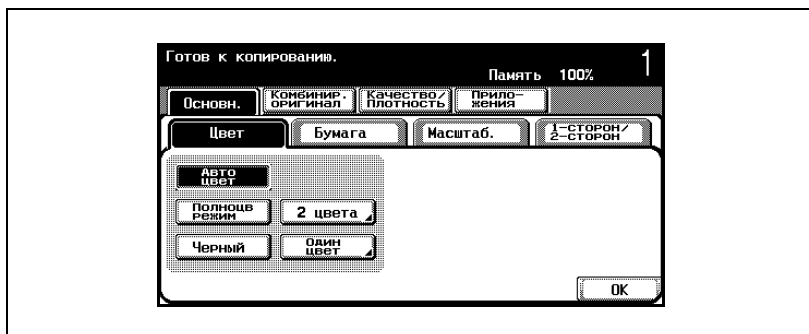 Готов к копированию.
Память 100% 1
Основн. Комбинир. оригинал Качество/ Плотность Прило- жения
Цвет Бумага Масштаб. 1-сторон/ 2-сторон
Авто цвет
Полноцв режим 2 цвета
Черный Один цвет
OK